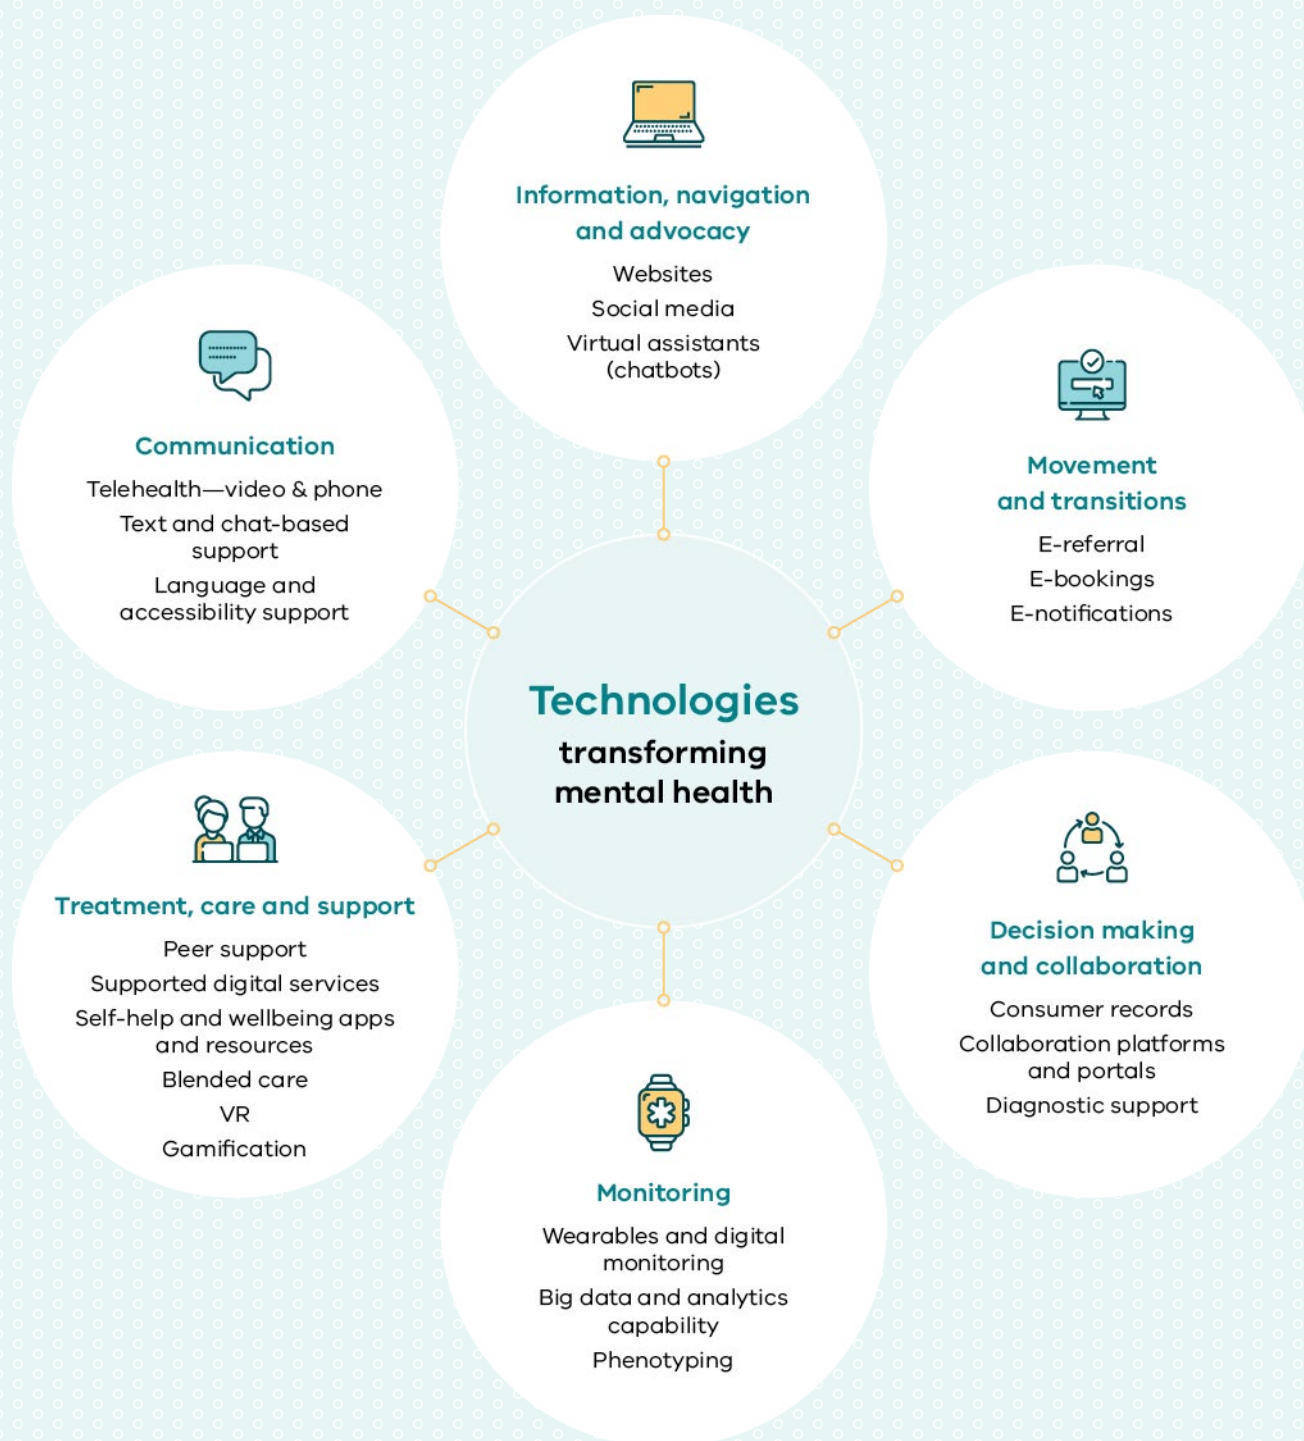 Information, navigation
and advocacy
Websites
Social media
Virtual assistants
(chatbots)
Communication
Telehealth—video & phone
Text and chat-based
support
Language and
accessibility support
Movement
and transitions
E-referral
E-bookings
E-notifications
Technologies
transforming
mental health
Treatment, care and support
Peer support
Supported digital services
Self-help and wellbeing apps
and resources
Blended care
VR
Gamification
Decision making
and collaboration
Consumer records
Collaboration platforms
and portals
Diagnostic support
Monitoring
Wearables and digital
monitoring
Big data and analytics
capability
Phenotyping